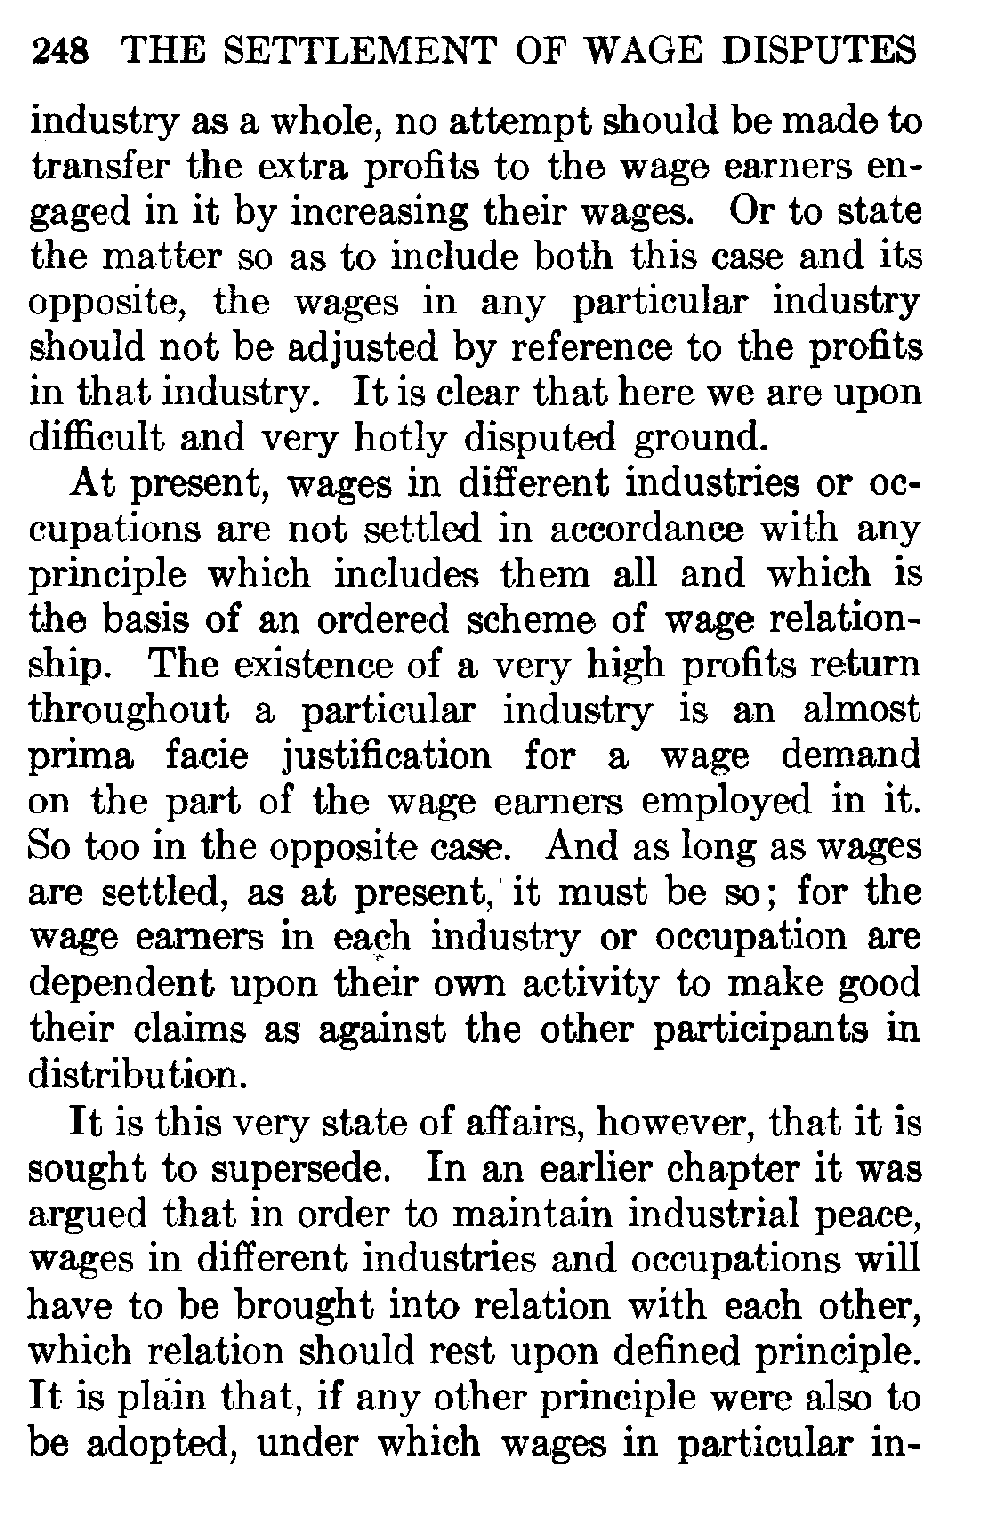 248 THE SETTLEMENT OF WAGE DISPUTES
industry as a whole, no attempt should be made to
transfer the extra profits to the wage earners en-
gaged in it by increasing their wages. Or to state
the matter so as to include both this case and its
opposite, the wages in any particular industry
should not be adjusted by reference to the profits
in that industry. It is clear that here we are upon
difficult and very hotly disputed ground.
At present, wages in different industries or oc-
cupations are not settled in accordance with any
principle which includes them all and which is
the basis of an ordered scheme of wage relation-
ship. The existence of a very high profits return
throughout a particular industry is an almost
prima facie justification for a wage demand
on the part of the wage earners employed in it.
So too in the opposite case. And as long as wages
are settled, as at present, it must be so; for the
wage earners in each industry or occupation are
dependent upon their own activity to make good
their claims as against the other participants in
distribution.
It is this very state of affairs, however, that it is
sought to supersede. In an earlier chapter it was
argued that in order to maintain industrial peace,
wages in different industries and occupations will
have to be brought into relation with each other,
which relation should rest upon defined principle.
It is plain that, if any other principle were also to
be adopted, under which wages in particular in-